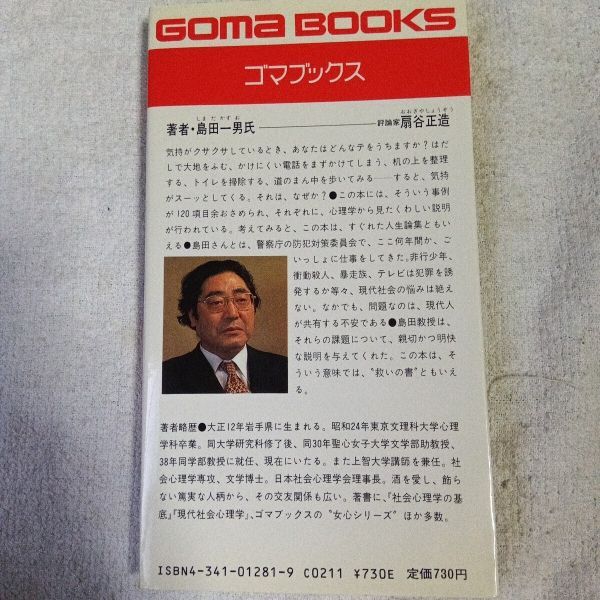 GOMA BOOKS
ゴマブックス
しまだかずお
著者・島田一男氏
おおぎやしょうぞう
評論家扇谷正造
気持がクサクサしているとき、あなたはどんなテをうちますか?はだ
しで大地をふむ、かけにくい電話をまずかけてしまう、机の上を整理
する、トイレを掃除する、道のまん中を歩いてみる──すると、気持
がスーッとしてくる。それは、なぜか?●この本には、そういう事例
が120項目余おさめられ、それぞれに、心理学から見たくわしい説明
が行われている。考えてみると、この本は、すぐれた人生論集ともい
える●島田さんとは、警察庁の防犯対策委員会で、ここ何年間か、ご
いっしょに仕事をしてきた。非行少年、
衝動殺人、暴走族、テレビは犯罪を誘
発するか等々、現代社会の悩みは絶え
ない。なかでも、問題なのは、現代人
が共有する不安である●島田教授は、
それらの課題について、親切かつ明快
な説明を与えてくれた。この本は、そ
ういう意味では、“救いの書”ともいえ
る。
著者略歴●大正12年岩手県に生まれる。昭和24年東京文理科大学心理
学科卒業。同大学研究科修了後、同30年聖心女子大学文学部助教授、
38年同学部教授に就任、現在にいたる。また上智大学講師を兼任。社
会心理学専攻、文学博士。日本社会心理学会理事長。酒を愛し、飾ら
ない篤実な人柄から、その交友関係も広い。著書に、『社会心理学の基
底』『現代社会心理学』、ゴマブックスの“女心シリーズ”ほか多数。
ISBN4-341-01281-9 C0211 ¥730E 定価730円